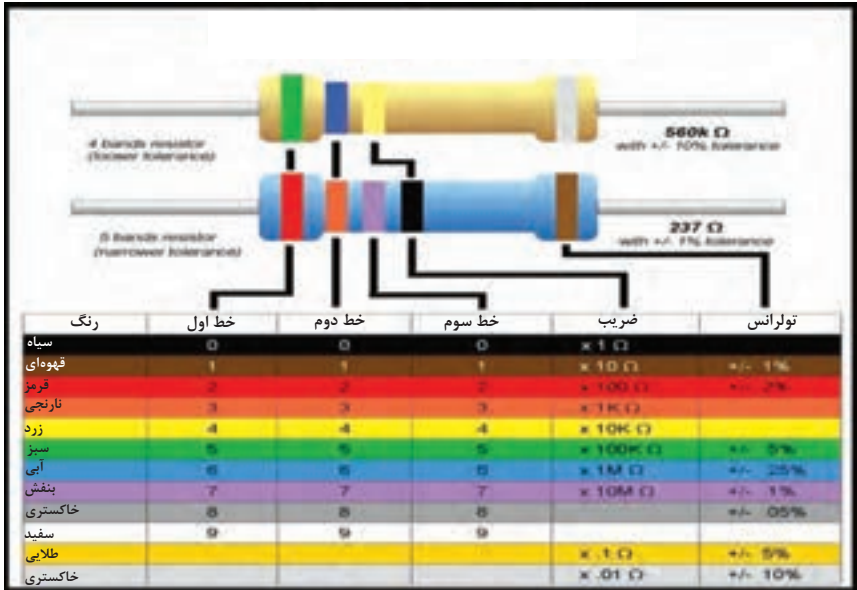 4 bands resistor
(looser tolerance)
560k Ω
with +/- 10% tolerance
5 bands resistor
(narrower tolerance)
237 Ω
with +/- 1% tolerance
رنگ خط اول خط دوم خط سوم ضریب تولرانس
سیاه 0 0 0 x 1 Ω
قهوه‌ای 1 1 1 x 10 Ω +/- 1%
قرمز 2 2 2 x 100 Ω +/- 2%
نارنجی 3 3 3 x 1K Ω
زرد 4 4 4 x 10K Ω
سبز 5 5 5 x 100K Ω +/- 5%
آبی 6 6 6 x 1M Ω +/- 25%
بنفش 7 7 7 x 10M Ω +/- 1%
خاکستری 8 8 8 +/- 05%
سفید 9 9 9
طلایی x .1 Ω +/- 5%
خاکستری x .01 Ω +/- 10%